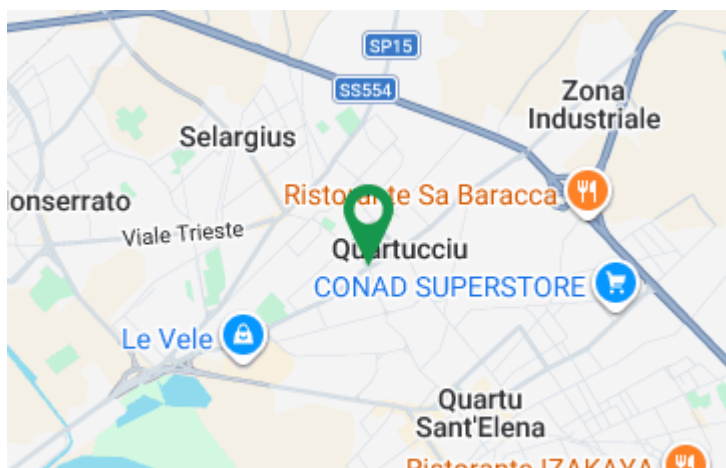 SP15
SS554
Zona
Industriale
Selargius
Ristorante Sa Baracca
onserrato
Viale Trieste
Quartucciu
CONAD SUPERSTORE
Le Vele
Quartu
Sant'Elena
Ristorante IZAKAYA